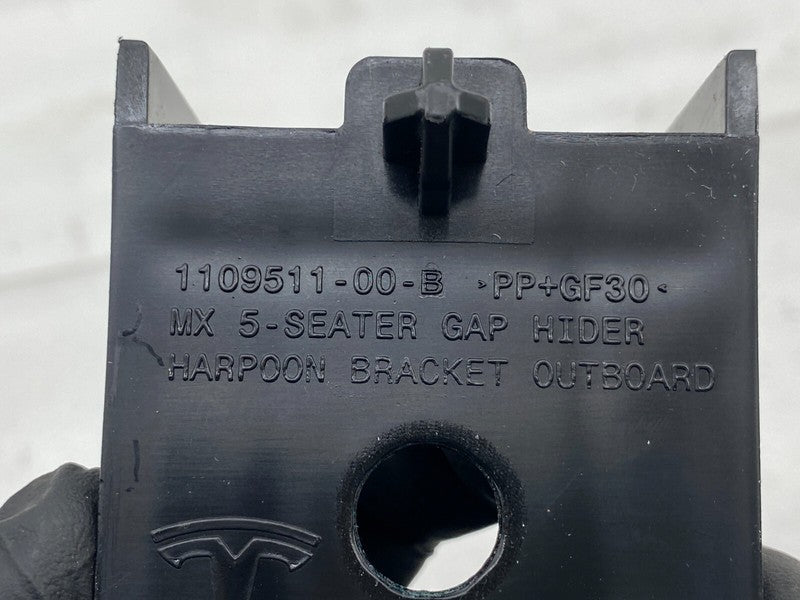 1109511-00-B >PP+GF30<
MX 5-SEATER GAP HIDER
HARPOON BRACKET OUTBOARD